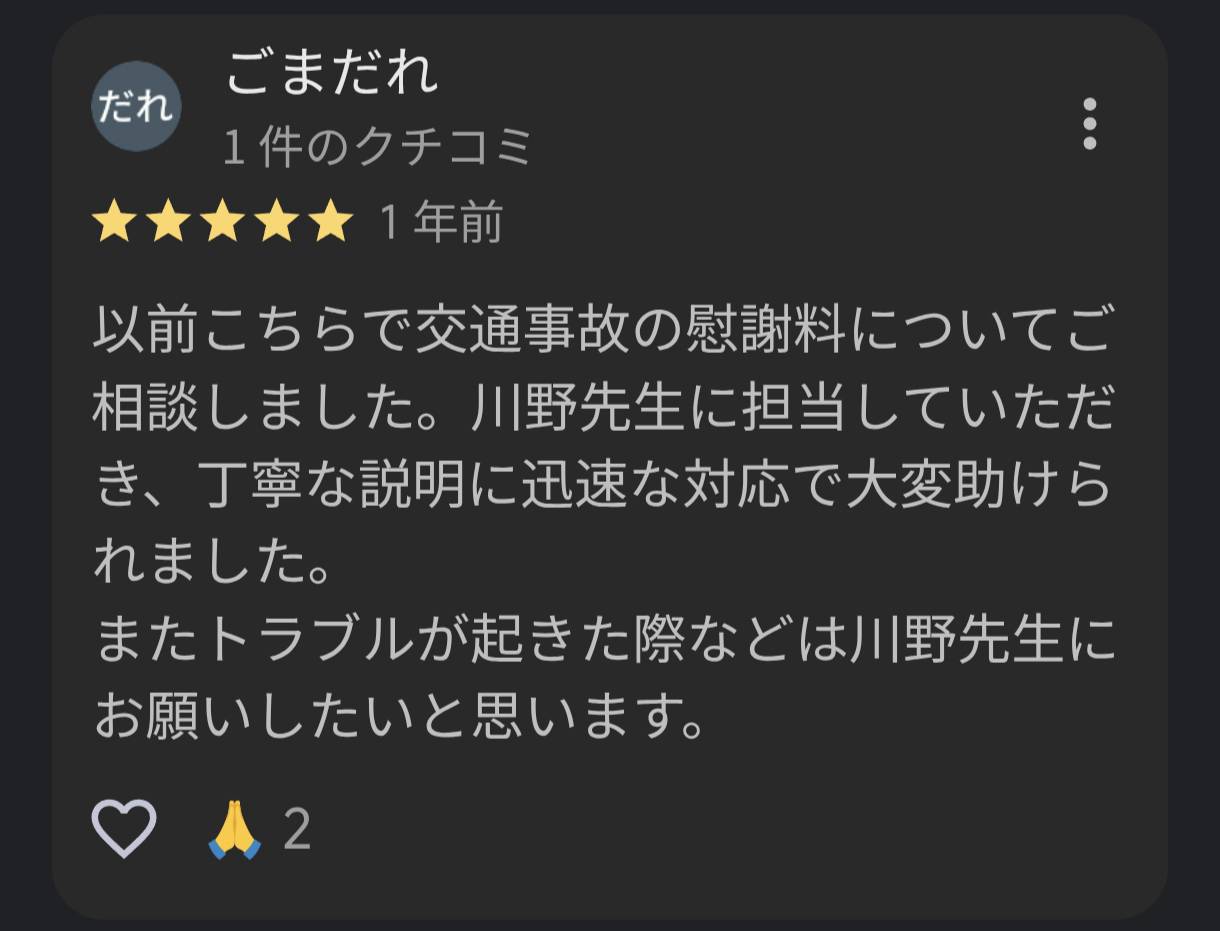 だれ
ごまだれ
1 件のクチコミ
1 年前
以前こちらで交通事故の慰謝料についてご
相談しました。川野先生に担当していただ
き、丁寧な説明に迅速な対応で大変助けら
れました。
またトラブルが起きた際などは川野先生に
お願いしたいと思います。
🙏 2